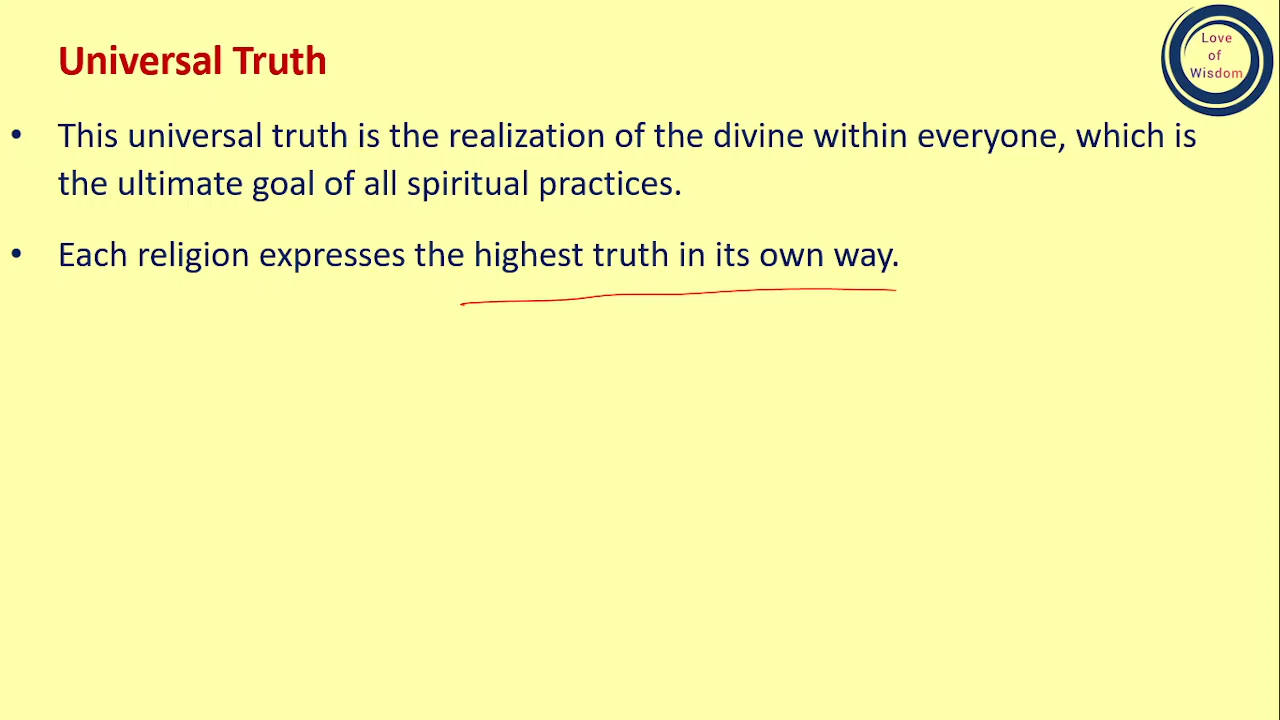 Love
of
Wisdom
Universal Truth
• This universal truth is the realization of the divine within everyone, which is
the ultimate goal of all spiritual practices.
• Each religion expresses the highest truth in its own way.